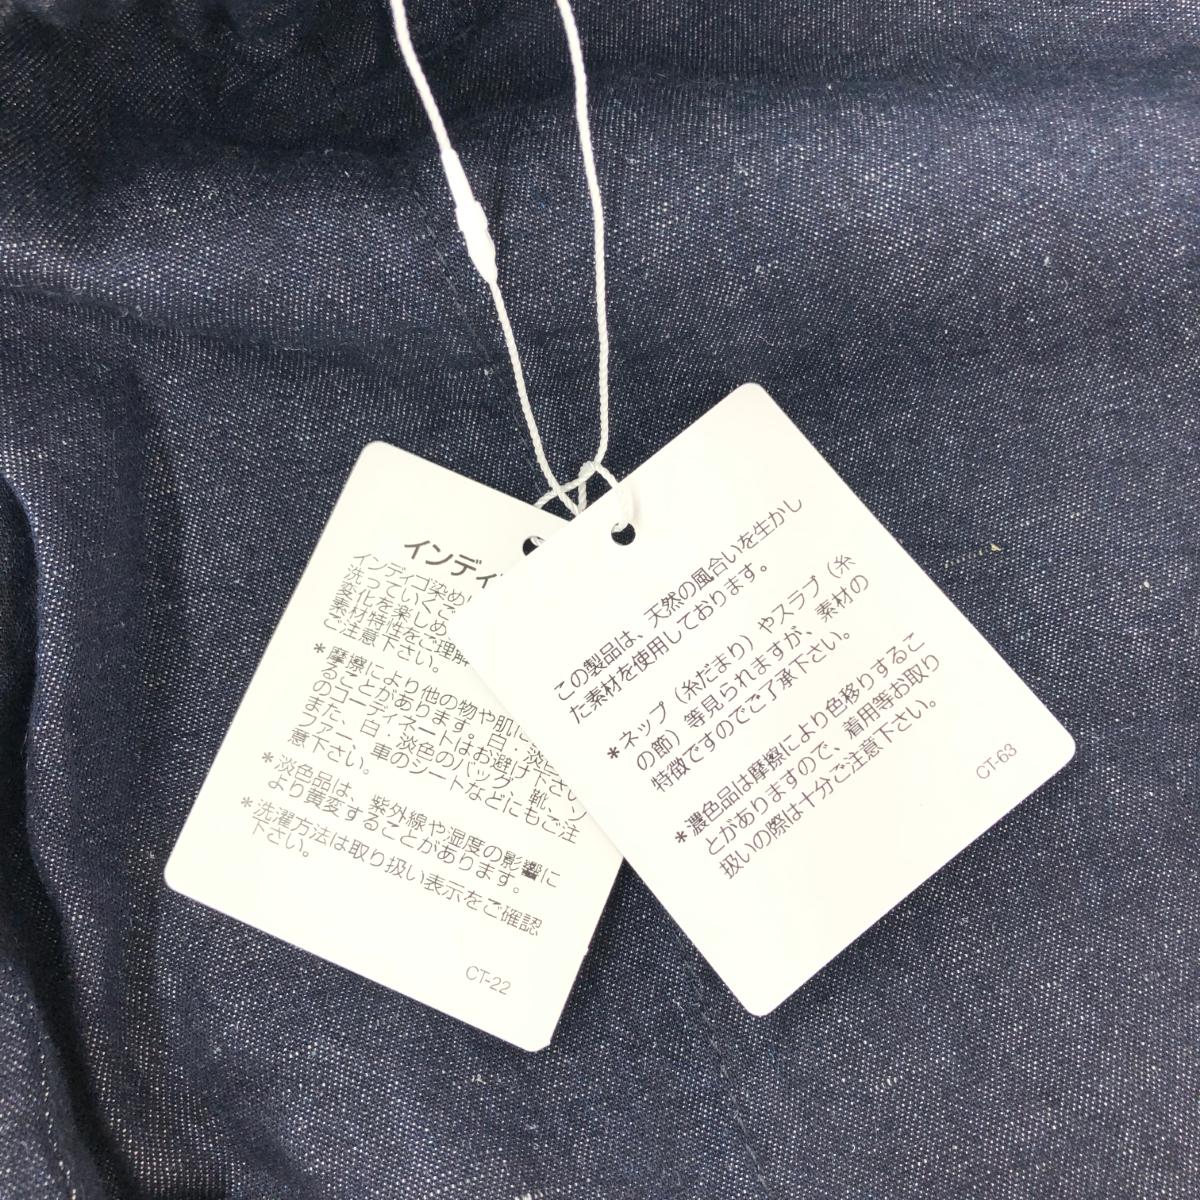 インディ
インディゴ染め
洗っていくご
変化を楽しめ
素材特性をご理解
ご注意下さい。
*摩擦により他の物や肌に
ることがあります。白・淡色
のコーディネートはお避け下さい。
また、白・淡色のバッグ、靴、ソ
ファー、車のシートなどにもご注
意下さい。
*淡色品は、紫外線や湿度の影響に
より黄変することがあります。
*洗濯方法は取り扱い表示をご確認
下さい。
CT-22
この製品は、天然の風合いを生かし
た素材を使用しております。
*ネップ（糸だまり）やスラブ（糸
の節）等見られますが、素材の
特徴ですのでご了承下さい。
*濃色品は摩擦により色移りするこ
とがありますので、着用等お取り
扱いの際は十分ご注意下さい。
CT-63